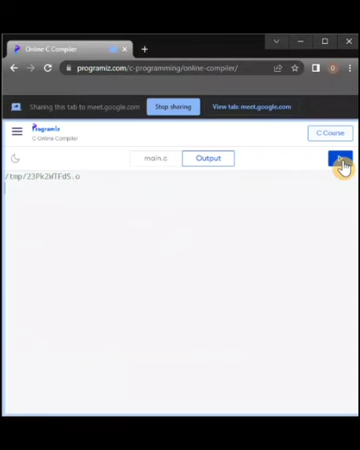 Online C Compiler
programiz.com/c-programming/online-compiler/
Sharing this tab to meet.google.com
Stop sharing
View tab: meet.google.com
Programiz
C Online Compiler
C Course
main.c
Output
/tmp/23Pk2WTFdS.o